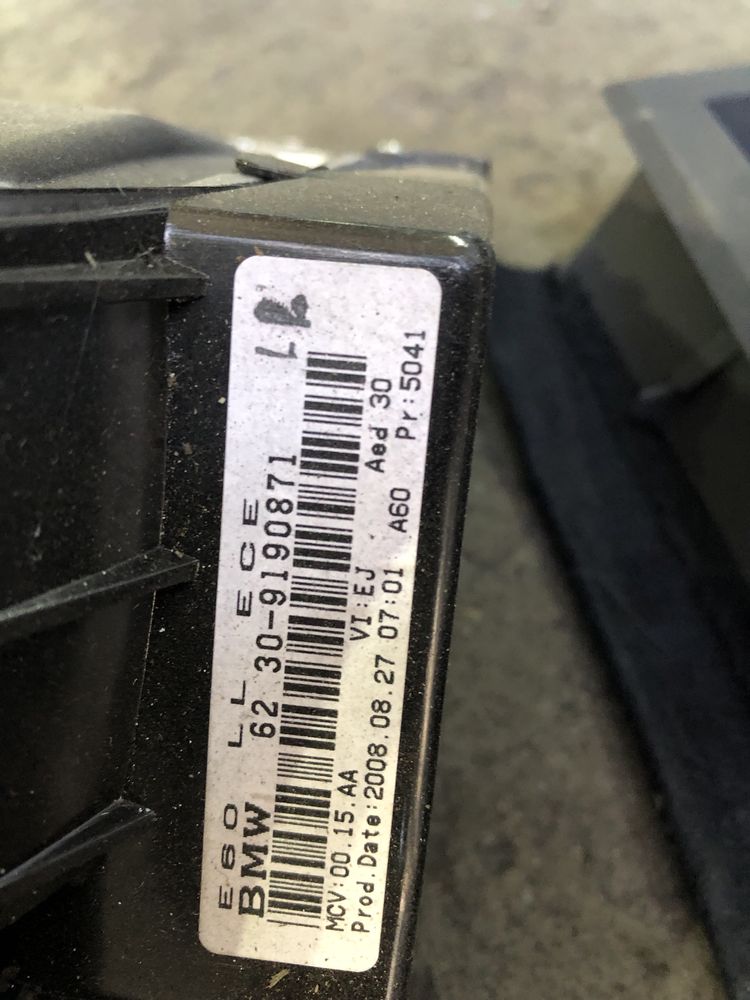 E60 LL ECE LR
BMW 62 30-9190871
MCV:00.15.AA VI:EJ Aed 30
Prod.Date:2008.08.27 07:01 A60 Pr:5041